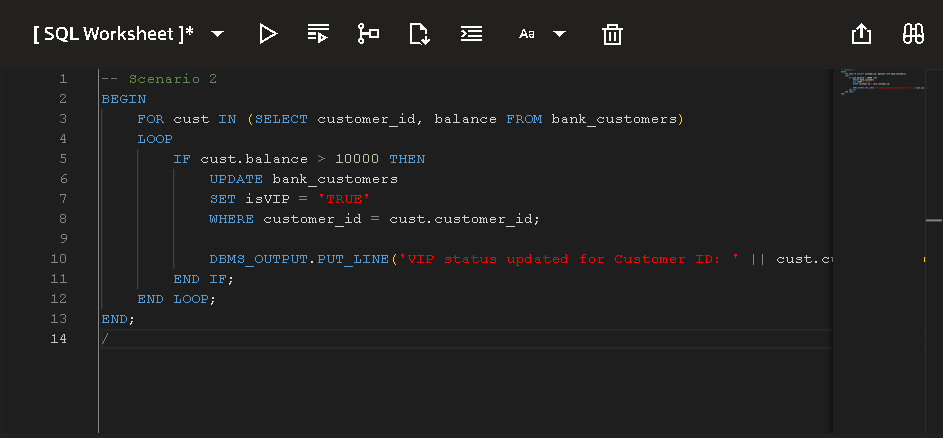 [ SQL Worksheet ]*
Aa
1 -- Scenario 2
2 BEGIN
3 FOR cust IN (SELECT customer_id, balance FROM bank_customers)
4 LOOP
5 IF cust.balance > 10000 THEN
6 UPDATE bank_customers
7 SET isVIP = 'TRUE'
8 WHERE customer_id = cust.customer_id;
9
10 DBMS_OUTPUT.PUT_LINE('VIP status updated for Customer ID: ' || cust.cu
11 END IF;
12 END LOOP;
13 END;
14 /